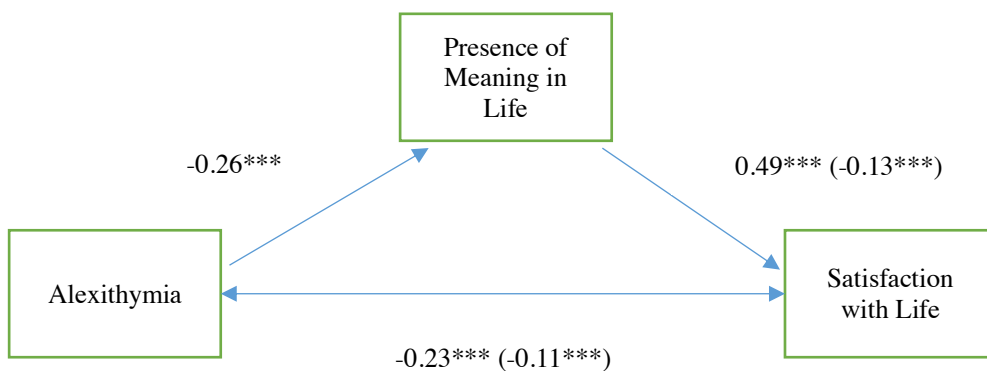 Presence of
Meaning in
Life
-0.26***
0.49*** (-0.13***)
Alexithymia
Satisfaction
with Life
-0.23*** (-0.11***)